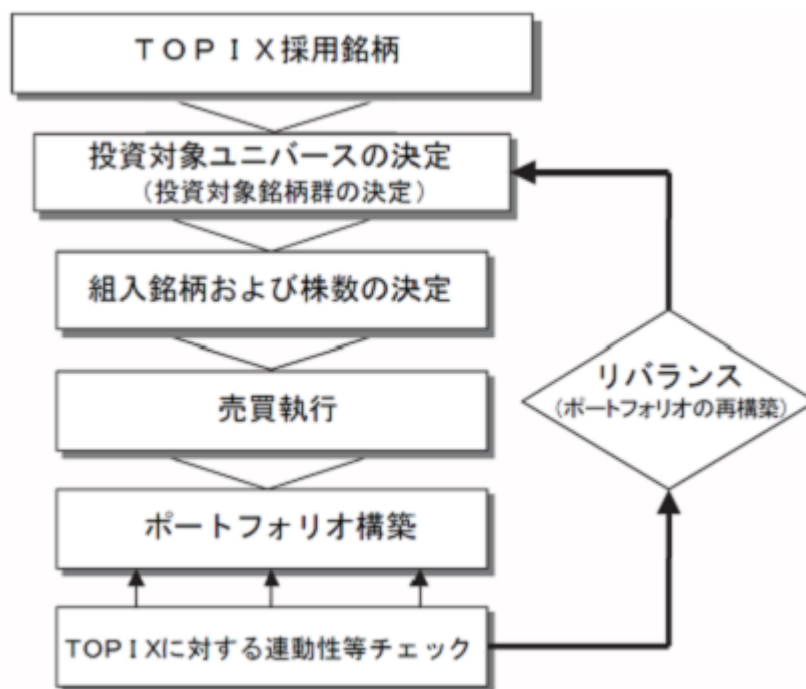 ＴＯＰＩＸ採用銘柄
投資対象ユニバースの決定
（投資対象銘柄群の決定）
組入銘柄および株数の決定
売買執行
ポートフォリオ構築
ＴＯＰＩＸに対する連動性等チェック
リバランス
（ポートフォリオの再構築）